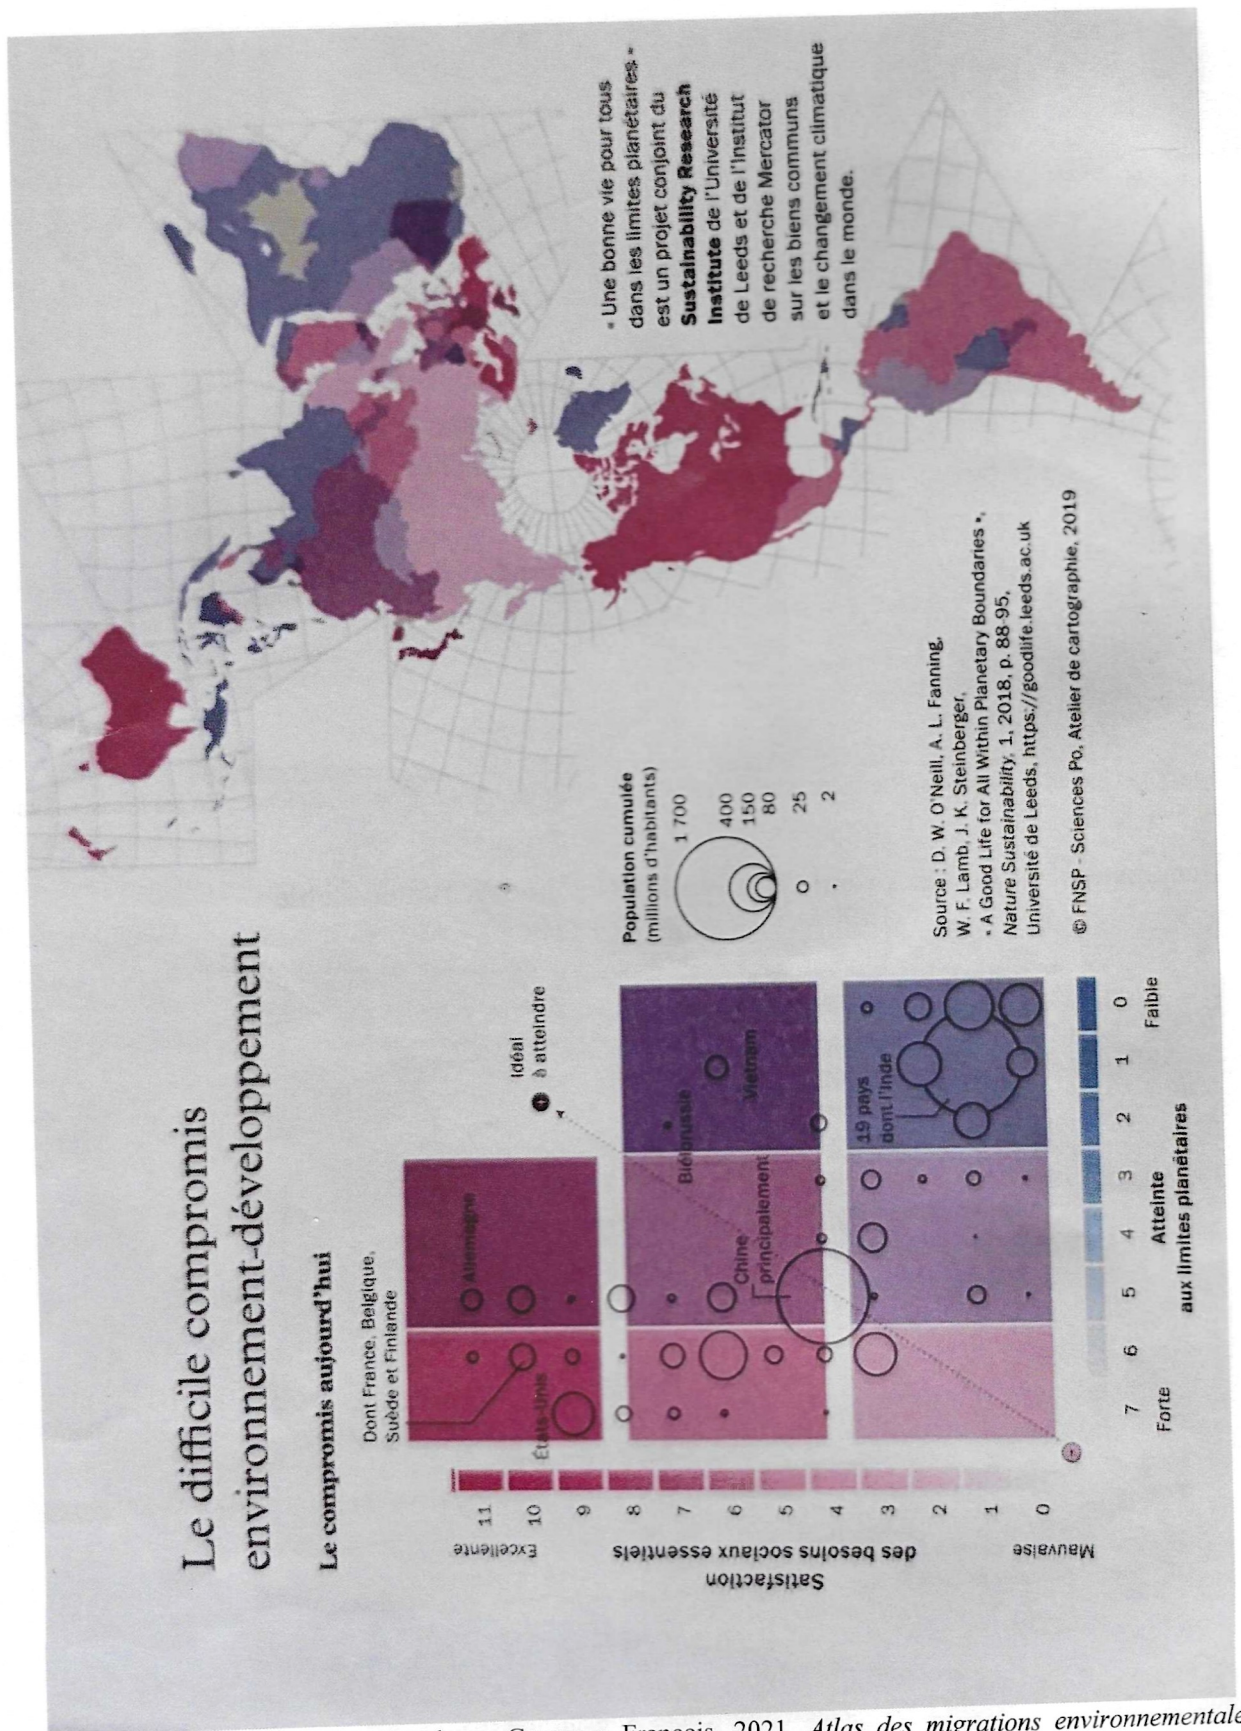 Le difficile compromis
environnement-développement
Le compromis aujourd'hui
Dont France, Belgique,
Suède et Finlande
Allemagne
États-Unis
Idéal
à atteindre
Biélorussie
Vietnam
Chine
principalement
19 pays
dont l'Inde
Satisfaction
des besoins sociaux essentiels
Excellente
11
10
9
8
7
6
5
4
3
2
1
0
Mauvaise
7
6
5
4
3
2
1
0
Forte
Faible
Atteinte
aux limites planétaires
Population cumulée
(millions d'habitants)
1 700
400
150
80
25
2
Source : D. W. O'Neill, A. L. Fanning,
W. F. Lamb, J. K. Steinberger,
« A Good Life for All Within Planetary Boundaries »,
Nature Sustainability, 1, 2018, p. 88-95,
Université de Leeds, https://goodlife.leeds.ac.uk
© FNSP - Sciences Po, Atelier de cartographie, 2019
« Une bonne vie pour tous
dans les limites planétaires »
est un projet conjoint du
Sustainability Research
Institute de l'Université
de Leeds et de l'Institut
de recherche Mercator
sur les biens communs
et le changement climatique
dans le monde.
François, 2021, Atlas des migrations environnementale